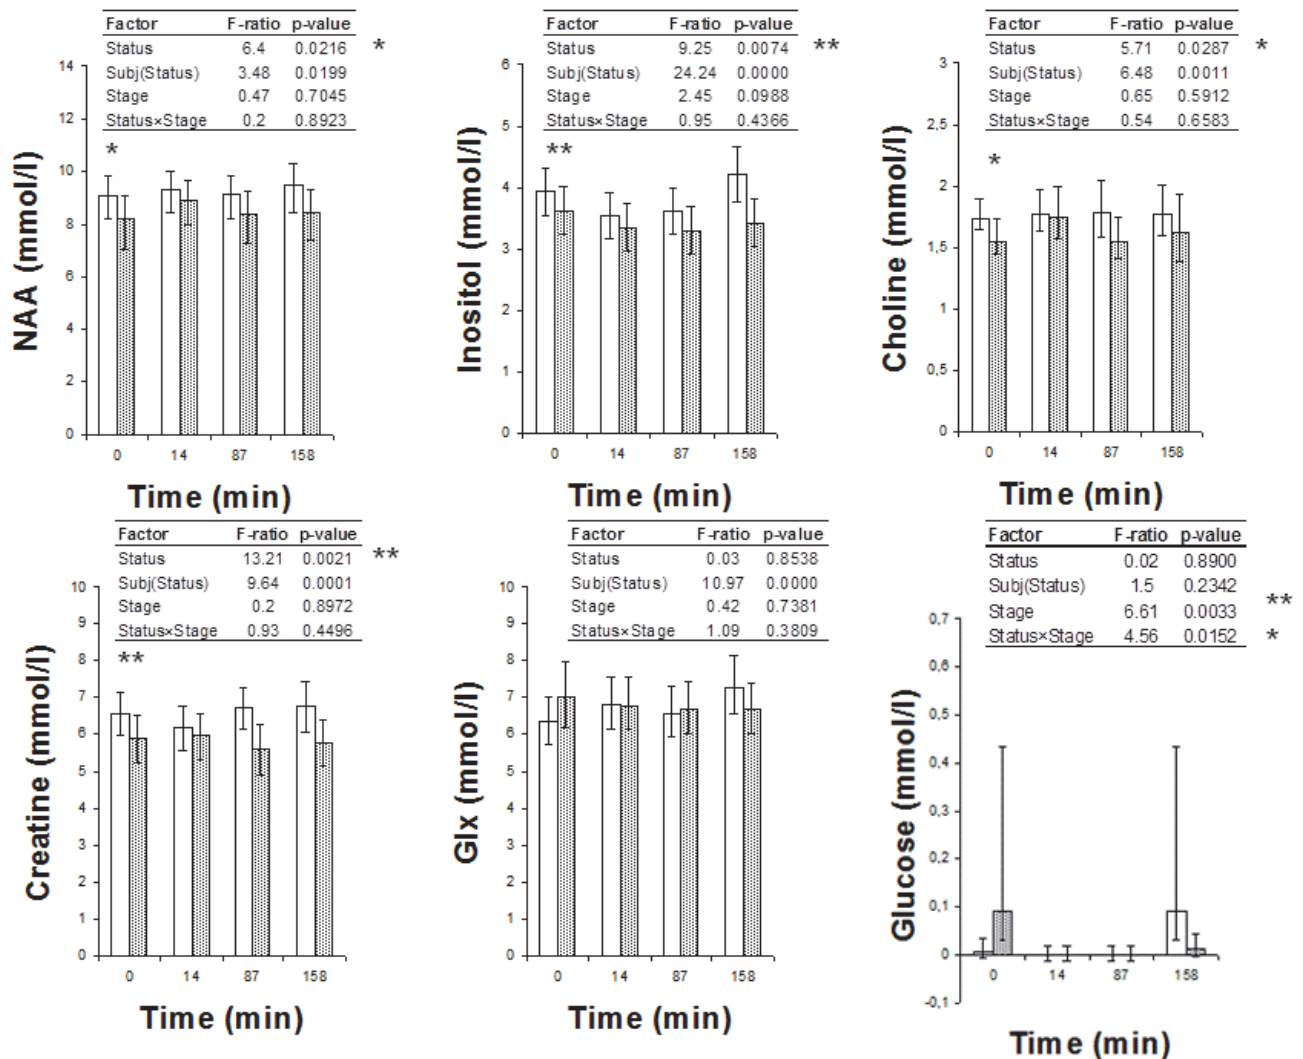 Factor F-ratio p-value
Status 6.4 0.0216 *
Subj(Status) 3.48 0.0199
Stage 0.47 0.7045
Status×Stage 0.2 0.8923
*
14
12
10
8
6
4
2
0
NAA (mmol/l)
0 14 87 158
Time (min)
Factor F-ratio p-value
Status 9.25 0.0074 **
Subj(Status) 24.24 0.0000
Stage 2.45 0.0988
Status×Stage 0.95 0.4366
**
6
5
4
3
2
1
0
Inositol (mmol/l)
0 14 87 158
Time (min)
Factor F-ratio p-value
Status 5.71 0.0287 *
Subj(Status) 6.48 0.0011
Stage 0.65 0.5912
Status×Stage 0.54 0.6583
*
3
2,5
2
1,5
1
0,5
0
Choline (mmol/l)
0 14 87 158
Time (min)
Factor F-ratio p-value
Status 13.21 0.0021 **
Subj(Status) 9.64 0.0001
Stage 0.2 0.8972
Status×Stage 0.93 0.4496
**
10
9
8
7
6
5
4
3
2
1
0
Creatine (mmol/l)
0 14 87 158
Time (min)
Factor F-ratio p-value
Status 0.03 0.8538
Subj(Status) 10.97 0.0000
Stage 0.42 0.7381
Status×Stage 1.09 0.3809
10
9
8
7
6
5
4
3
2
1
0
Glx (mmol/l)
0 14 87 158
Time (min)
Factor F-ratio p-value
Status 0.02 0.8900
Subj(Status) 1.5 0.2342
Stage 6.61 0.0033 **
Status×Stage 4.56 0.0152 *
0,7
0,6
0,5
0,4
0,3
0,2
0,1
0
-0,1
Glucose (mmol/l)
0 14 87 158
Time (min)